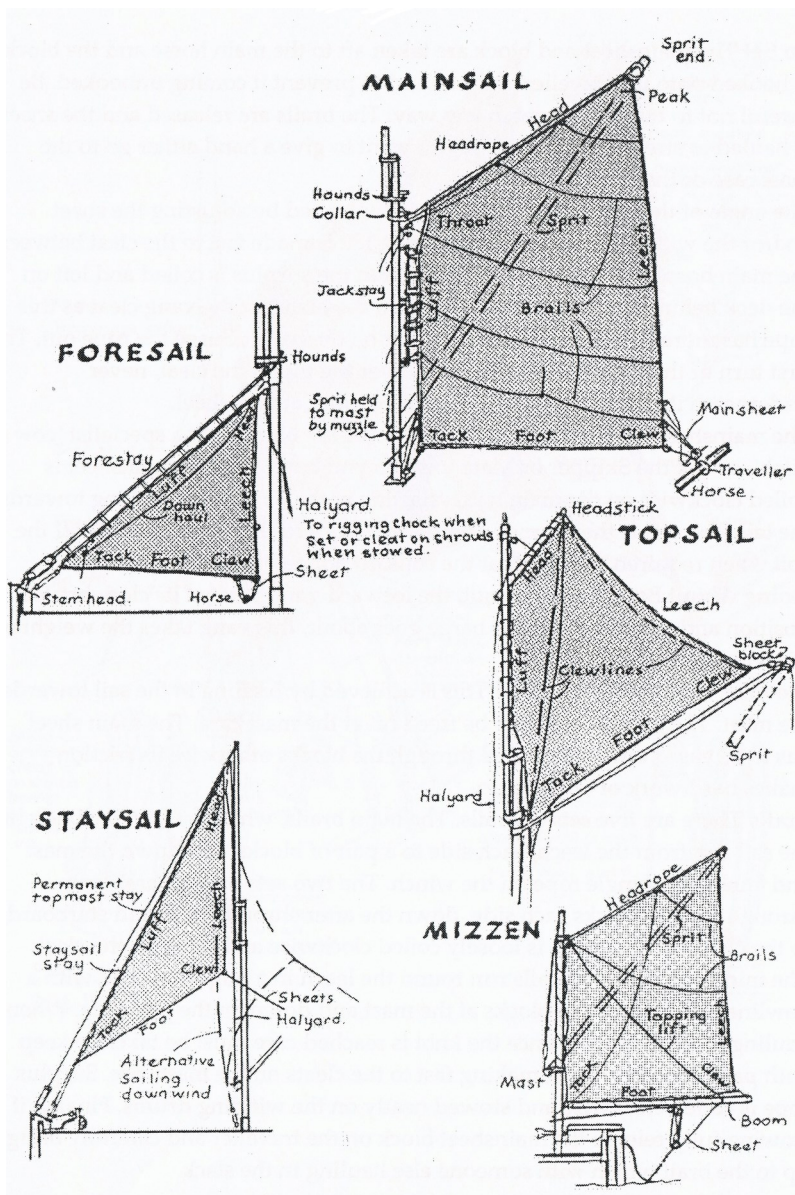 MAINSAIL
Sprit
end.
Peak
Head
Headrope
Hounds
Collar
Throat
Sprit
Leech
Jackstay
Luff
Brails
Sprit held
to mast
by muzzle
Tack
Foot
Clew
Mainsheet
Traveller
Horse.
FORESAIL
Hounds
Forestay
Head
Luff
Leech
Down
haul
Halyard.
To rigging chock when
set or cleat on shrouds
when stowed.
Tack
Foot
Clew
Sheet
Stemhead.
Horse
TOPSAIL
Headstick
Head
Leech
Luff
Clewlines
Sheet
block
Clew
Foot
Tack
Sprit
Halyard
STAYSAIL
Head
Permanent
topmast stay
Luff
Leech
Staysail
stay
Clew
Sheets
Halyard.
Tack
Foot
Alternative
sailing
down wind
MIZZEN
Headrope
Sprit
Brails
Topping
lift
Leech
Mast
Tack
Clew
Foot
Boom
Sheet